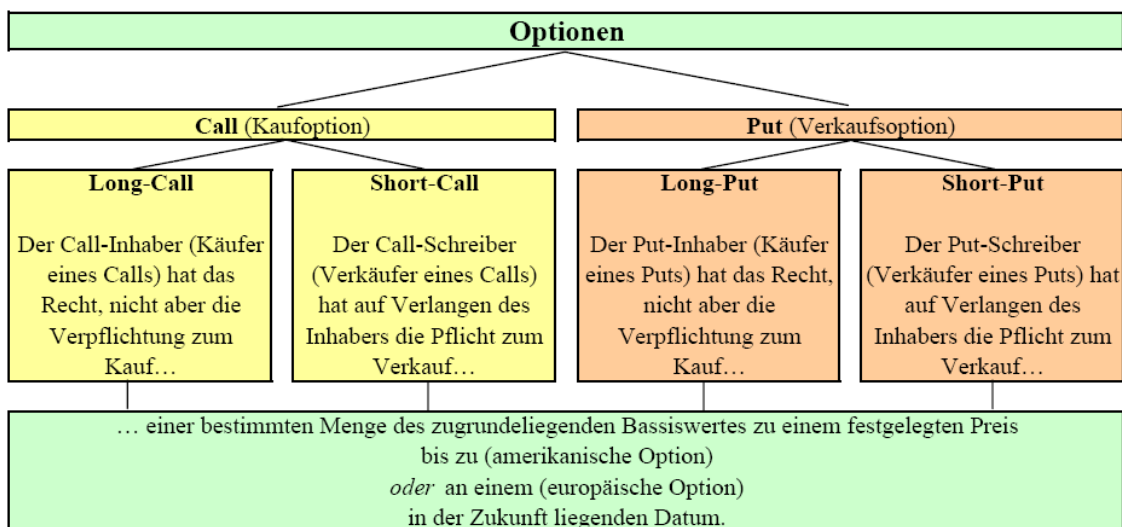 Optionen
Call (Kaufoption)
Put (Verkaufsoption)
Long-Call
Der Call-Inhaber (Käufer
eines Calls) hat das
Recht, nicht aber die
Verpflichtung zum
Kauf…
Short-Call
Der Call-Schreiber
(Verkäufer eines Calls)
hat auf Verlangen des
Inhabers die Pflicht zum
Verkauf…
Long-Put
Der Put-Inhaber (Käufer
eines Puts) hat das Recht,
nicht aber die
Verpflichtung zum
Kauf…
Short-Put
Der Put-Schreiber
(Verkäufer eines Puts) hat
auf Verlangen des
Inhabers die Pflicht zum
Verkauf…
… einer bestimmten Menge des zugrundeliegenden Bassiswertes zu einem festgelegten Preis
bis zu (amerikanische Option)
oder an einem (europäische Option)
in der Zukunft liegenden Datum.